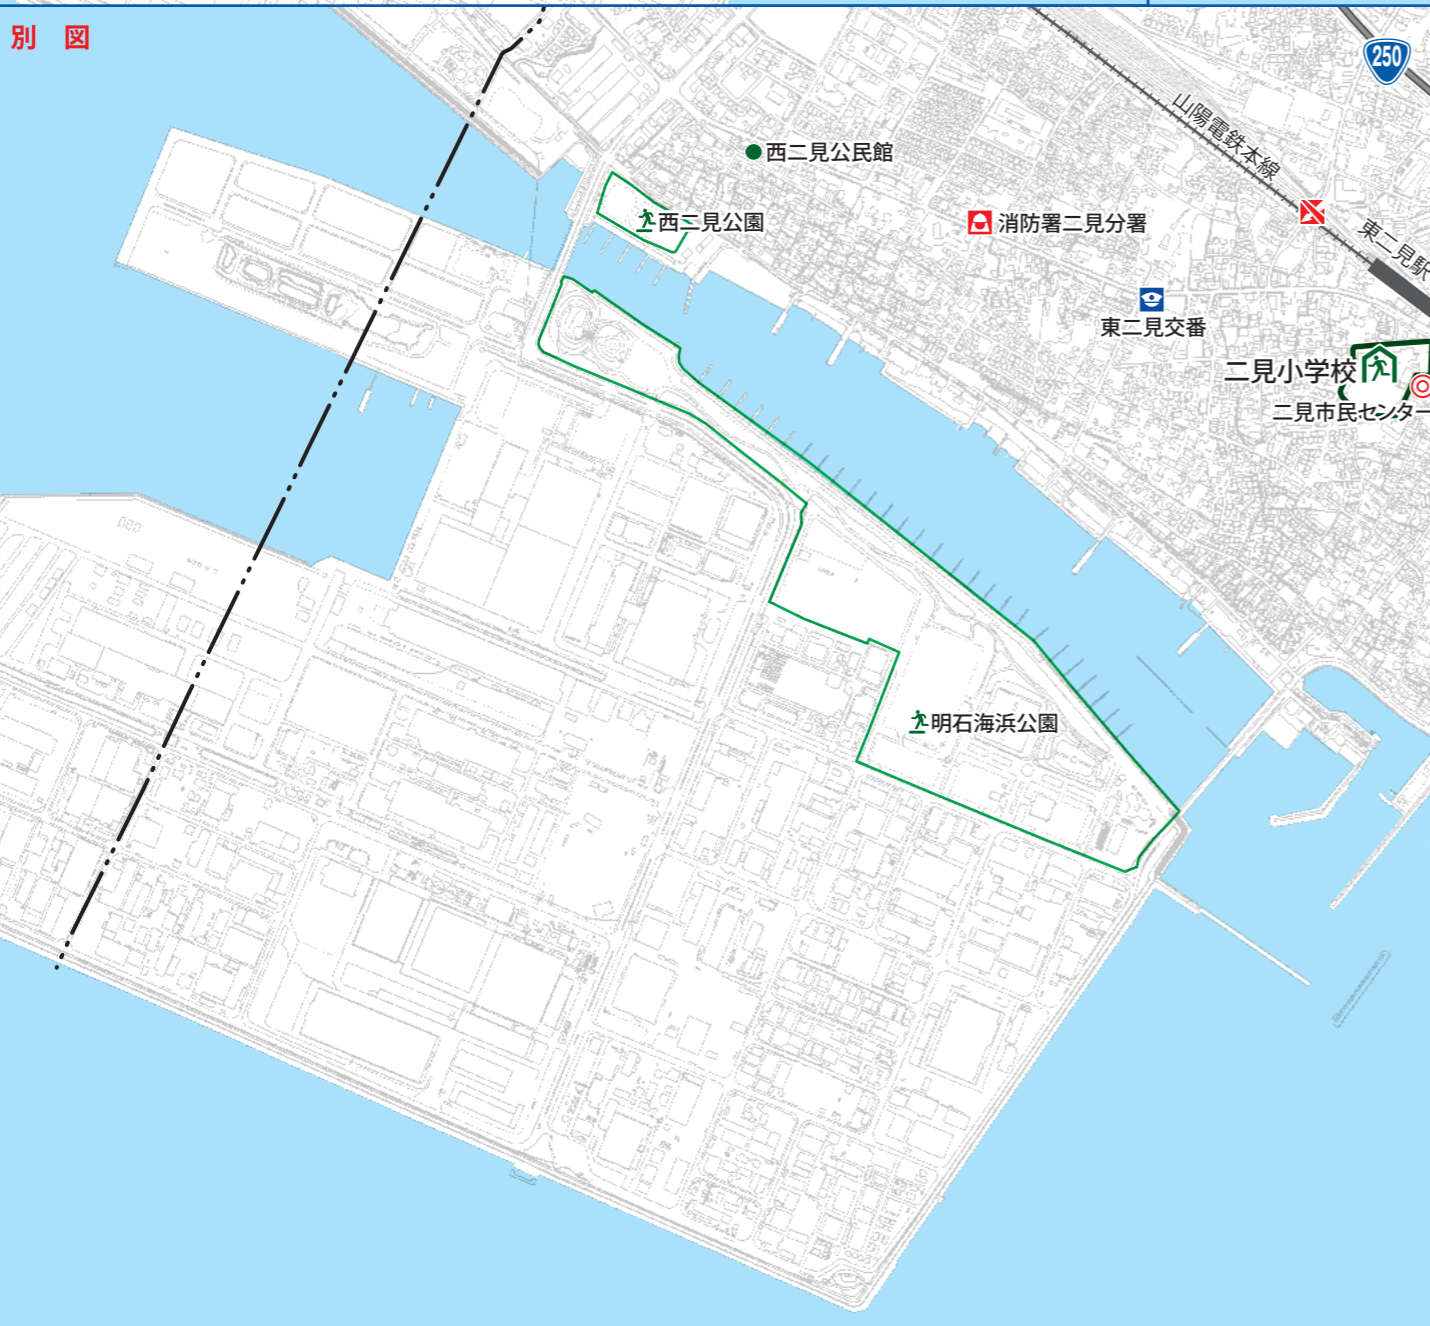 別 図
250
山陽電鉄本線
西二見公民館
西二見公園
消防署二見分署
東二見駅
東二見交番
二見小学校
二見市民センター
明石海浜公園